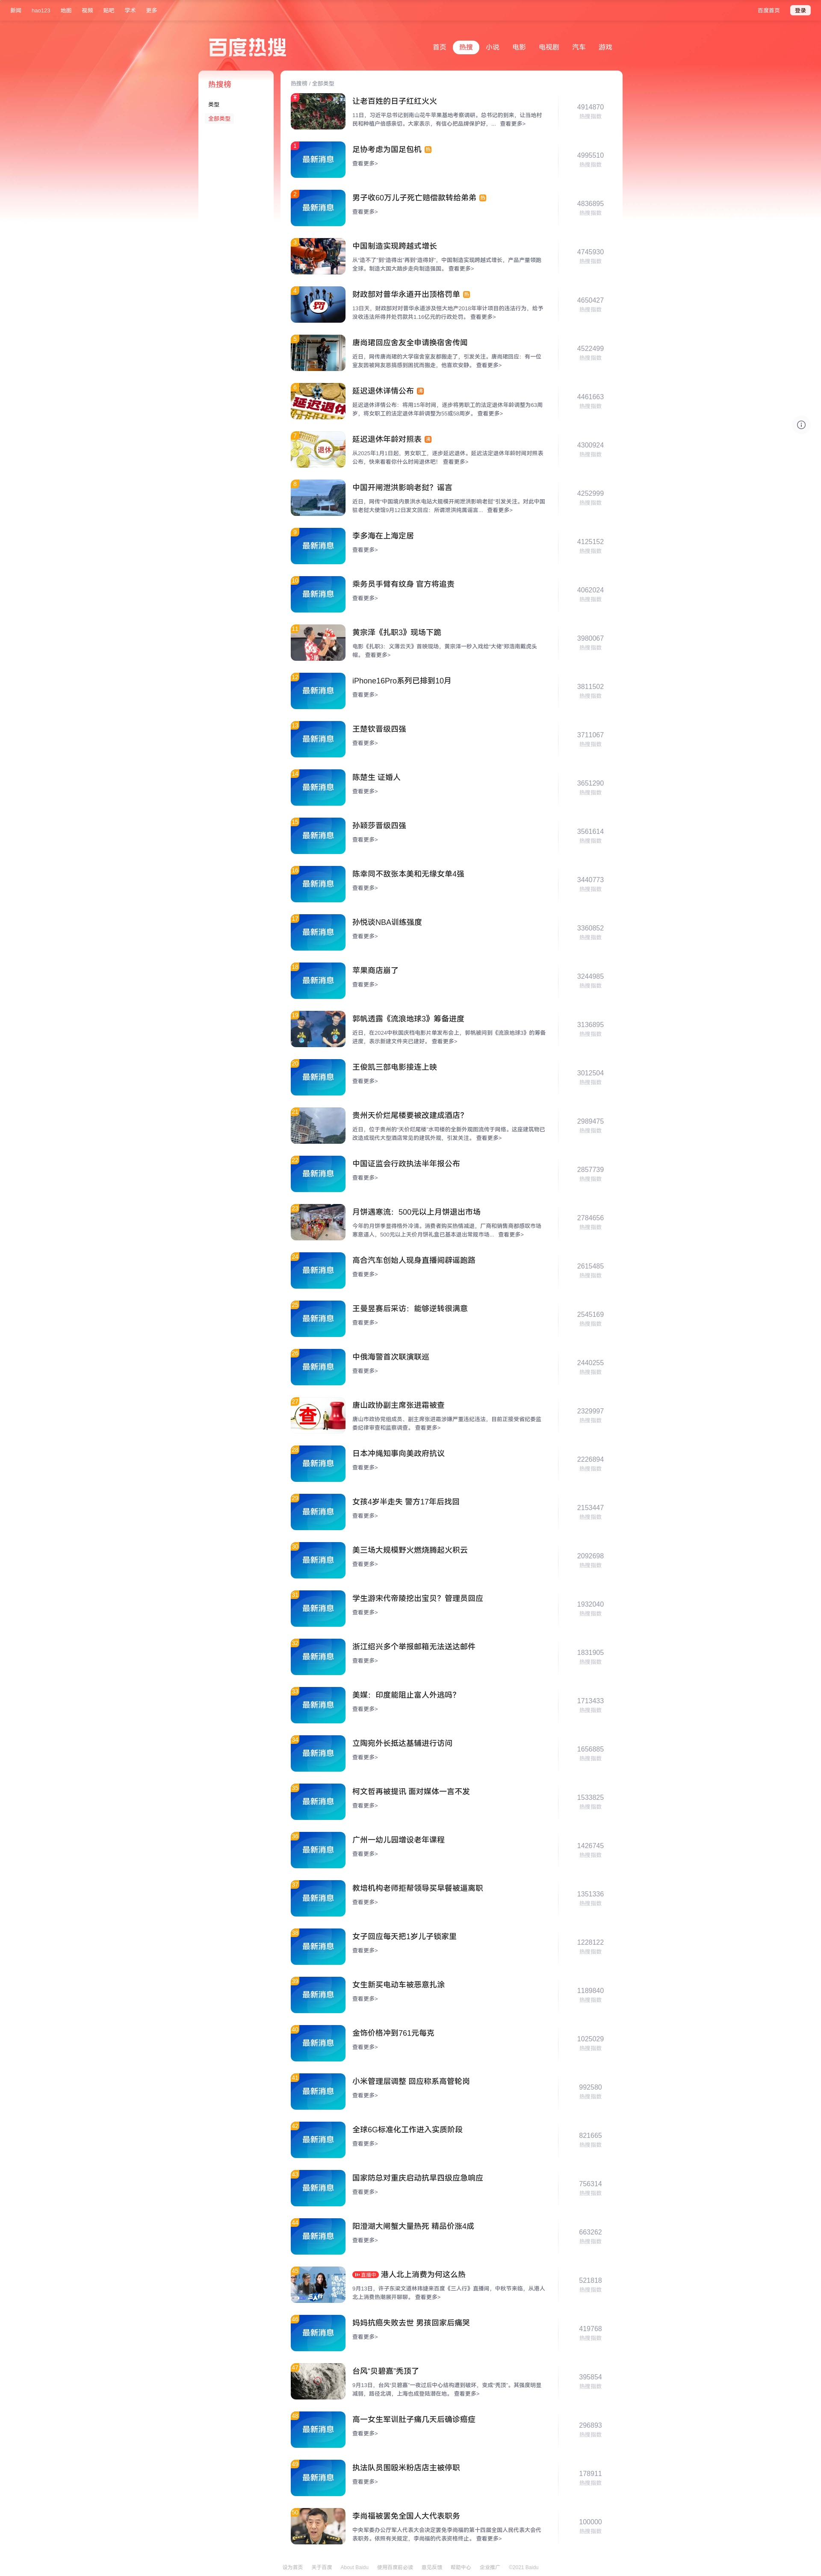 新闻 hao123 地图 视频 贴吧 学术 更多 百度首页 登录
百度热搜
首页 热搜 小说 电影 电视剧 汽车 游戏
热搜榜
类型
全部类型
热搜榜 / 全部类型
让老百姓的日子红红火火
11日，习近平总书记到南山花牛苹果基地考察调研。总书记的到来，让当地村
民和种植户倍感亲切。大家表示，有信心把品牌保护好，... 查看更多>
4914870
热搜指数
1
最新消息
足协考虑为国足包机 热
查看更多>
4995510
热搜指数
2
最新消息
男子收60万儿子死亡赔偿款转给弟弟 热
查看更多>
4836895
热搜指数
3
中国制造实现跨越式增长
从“造不了”到“造得出”再到“造得好”，中国制造实现跨越式增长，产品产量领跑
全球。制造大国大踏步走向制造强国。 查看更多>
4745930
热搜指数
4
罚
财政部对普华永道开出顶格罚单 热
13日天，财政部对对普华永道涉及恒大地产2018年审计项目的违法行为，给予
没收违法所得并处罚款共1.16亿元的行政处罚。 查看更多>
4650427
热搜指数
5
唐尚珺回应舍友全申请换宿舍传闻
近日，网传唐尚珺的大学宿舍室友都搬走了，引发关注。唐尚珺回应：有一位
室友因被网友意频感到困扰而搬走，他喜欢安静。 查看更多>
4522499
热搜指数
6
延迟退休
延迟退休详情公布 沸
延迟退休详情公布：将用15年时间，逐步将男职工的法定退休年龄调整为63周
岁，将女职工的法定退休年龄调整为55或58周岁。 查看更多>
4461663
热搜指数
7
退休
延迟退休年龄对照表 沸
从2025年1月1日起，男女职工，逐步延迟退休。延迟法定退休年龄时间对照表
公布，快来看看你什么时间退休吧！ 查看更多>
4300924
热搜指数
8
中国开闸泄洪影响老挝？谣言
近日，网传“中国境内景洪水电站大规模开闸泄洪影响老挝”引发关注。对此中国
驻老挝大使馆9月12日发文回应：所谓泄洪纯属谣言... 查看更多>
4252999
热搜指数
9
最新消息
李多海在上海定居
查看更多>
4125152
热搜指数
10
最新消息
乘务员手臂有纹身 官方将追责
查看更多>
4062024
热搜指数
11
黄宗泽《扎职3》现场下跪
电影《扎职3：义薄云天》首映现场，黄宗泽一秒入戏给“大佬”郑浩南戴虎头
帽。 查看更多>
3980067
热搜指数
12
最新消息
iPhone16Pro系列已排到10月
查看更多>
3811502
热搜指数
13
最新消息
王楚钦晋级四强
查看更多>
3711067
热搜指数
14
最新消息
陈楚生 证婚人
查看更多>
3651290
热搜指数
15
最新消息
孙颖莎晋级四强
查看更多>
3561614
热搜指数
16
最新消息
陈幸同不敌张本美和无缘女单4强
查看更多>
3440773
热搜指数
17
最新消息
孙悦谈NBA训练强度
查看更多>
3360852
热搜指数
18
最新消息
苹果商店崩了
查看更多>
3244985
热搜指数
19
郭帆透露《流浪地球3》筹备进度
近日，在2024中秋国庆档电影片单发布会上，郭帆被问到《流浪地球3》的筹备
进度，表示新建文件夹已建好。 查看更多>
3136895
热搜指数
20
最新消息
王俊凯三部电影接连上映
查看更多>
3012504
热搜指数
21
贵州天价烂尾楼要被改建成酒店？
近日，位于贵州的“天价烂尾楼”水司楼的全新外观图流传于网络。这座建筑物已
改造成现代大型酒店常见的建筑外观，引发关注。 查看更多>
2989475
热搜指数
22
最新消息
中国证监会行政执法半年报公布
查看更多>
2857739
热搜指数
23
月饼遇寒流：500元以上月饼退出市场
今年的月饼季显得格外冷清。消费者购买热情减退，厂商和销售商都感叹市场
寒意逼人，500元以上天价月饼礼盒已基本退出常规市场... 查看更多>
2784656
热搜指数
24
最新消息
高合汽车创始人现身直播间辟谣跑路
查看更多>
2615485
热搜指数
25
最新消息
王曼昱赛后采访：能够逆转很满意
查看更多>
2545169
热搜指数
26
最新消息
中俄海警首次联演联巡
查看更多>
2440255
热搜指数
27
查
唐山政协副主席张进霜被查
唐山市政协党组成员、副主席张进霜涉嫌严重违纪违法，目前正接受省纪委监
委纪律审查和监察调查。 查看更多>
2329997
热搜指数
28
最新消息
日本冲绳知事向美政府抗议
查看更多>
2226894
热搜指数
29
最新消息
女孩4岁半走失 警方17年后找回
查看更多>
2153447
热搜指数
30
最新消息
美三场大规模野火燃烧腾起火积云
查看更多>
2092698
热搜指数
31
最新消息
学生游宋代帝陵挖出宝贝？管理员回应
查看更多>
1932040
热搜指数
32
最新消息
浙江绍兴多个举报邮箱无法送达邮件
查看更多>
1831905
热搜指数
33
最新消息
美媒：印度能阻止富人外逃吗？
查看更多>
1713433
热搜指数
34
最新消息
立陶宛外长抵达基辅进行访问
查看更多>
1656885
热搜指数
35
最新消息
柯文哲再被提讯 面对媒体一言不发
查看更多>
1533825
热搜指数
36
最新消息
广州一幼儿园增设老年课程
查看更多>
1426745
热搜指数
37
最新消息
教培机构老师拒帮领导买早餐被逼离职
查看更多>
1351336
热搜指数
38
最新消息
女子回应每天把1岁儿子锁家里
查看更多>
1228122
热搜指数
39
最新消息
女生新买电动车被恶意扎涂
查看更多>
1189840
热搜指数
40
最新消息
金饰价格冲到761元每克
查看更多>
1025029
热搜指数
41
最新消息
小米管理层调整 回应称系高管轮岗
查看更多>
992580
热搜指数
42
最新消息
全球6G标准化工作进入实质阶段
查看更多>
821665
热搜指数
43
最新消息
国家防总对重庆启动抗旱四级应急响应
查看更多>
756314
热搜指数
44
最新消息
阳澄湖大闸蟹大量热死 精品价涨4成
查看更多>
663262
热搜指数
45
三人行
直播中 港人北上消费为何这么热
9月13日，许子东梁文道林玮婕来百度《三人行》直播间，中秋节来临，从港人
北上消费热潮展开聊聊。 查看更多>
521818
热搜指数
46
最新消息
妈妈抗癌失败去世 男孩回家后痛哭
查看更多>
419768
热搜指数
47
台风“贝碧嘉”秃顶了
9月13日，台风“贝碧嘉”一夜过后中心结构遭到破坏，变成“秃顶”。其强度明显
减弱，路径北调，上海也成登陆潜在地。 查看更多>
395854
热搜指数
48
最新消息
高一女生军训肚子痛几天后确诊癌症
查看更多>
296893
热搜指数
49
最新消息
执法队员围殴米粉店店主被停职
查看更多>
178911
热搜指数
50
李尚福被罢免全国人大代表职务
中央军委办公厅军人代表大会决定罢免李尚福的第十四届全国人民代表大会代
表职务。依照有关规定，李尚福的代表资格终止。 查看更多>
100000
热搜指数
设为首页 关于百度 About Baidu 使用百度前必读 意见反馈 帮助中心 企业推广 ©2021 Baidu